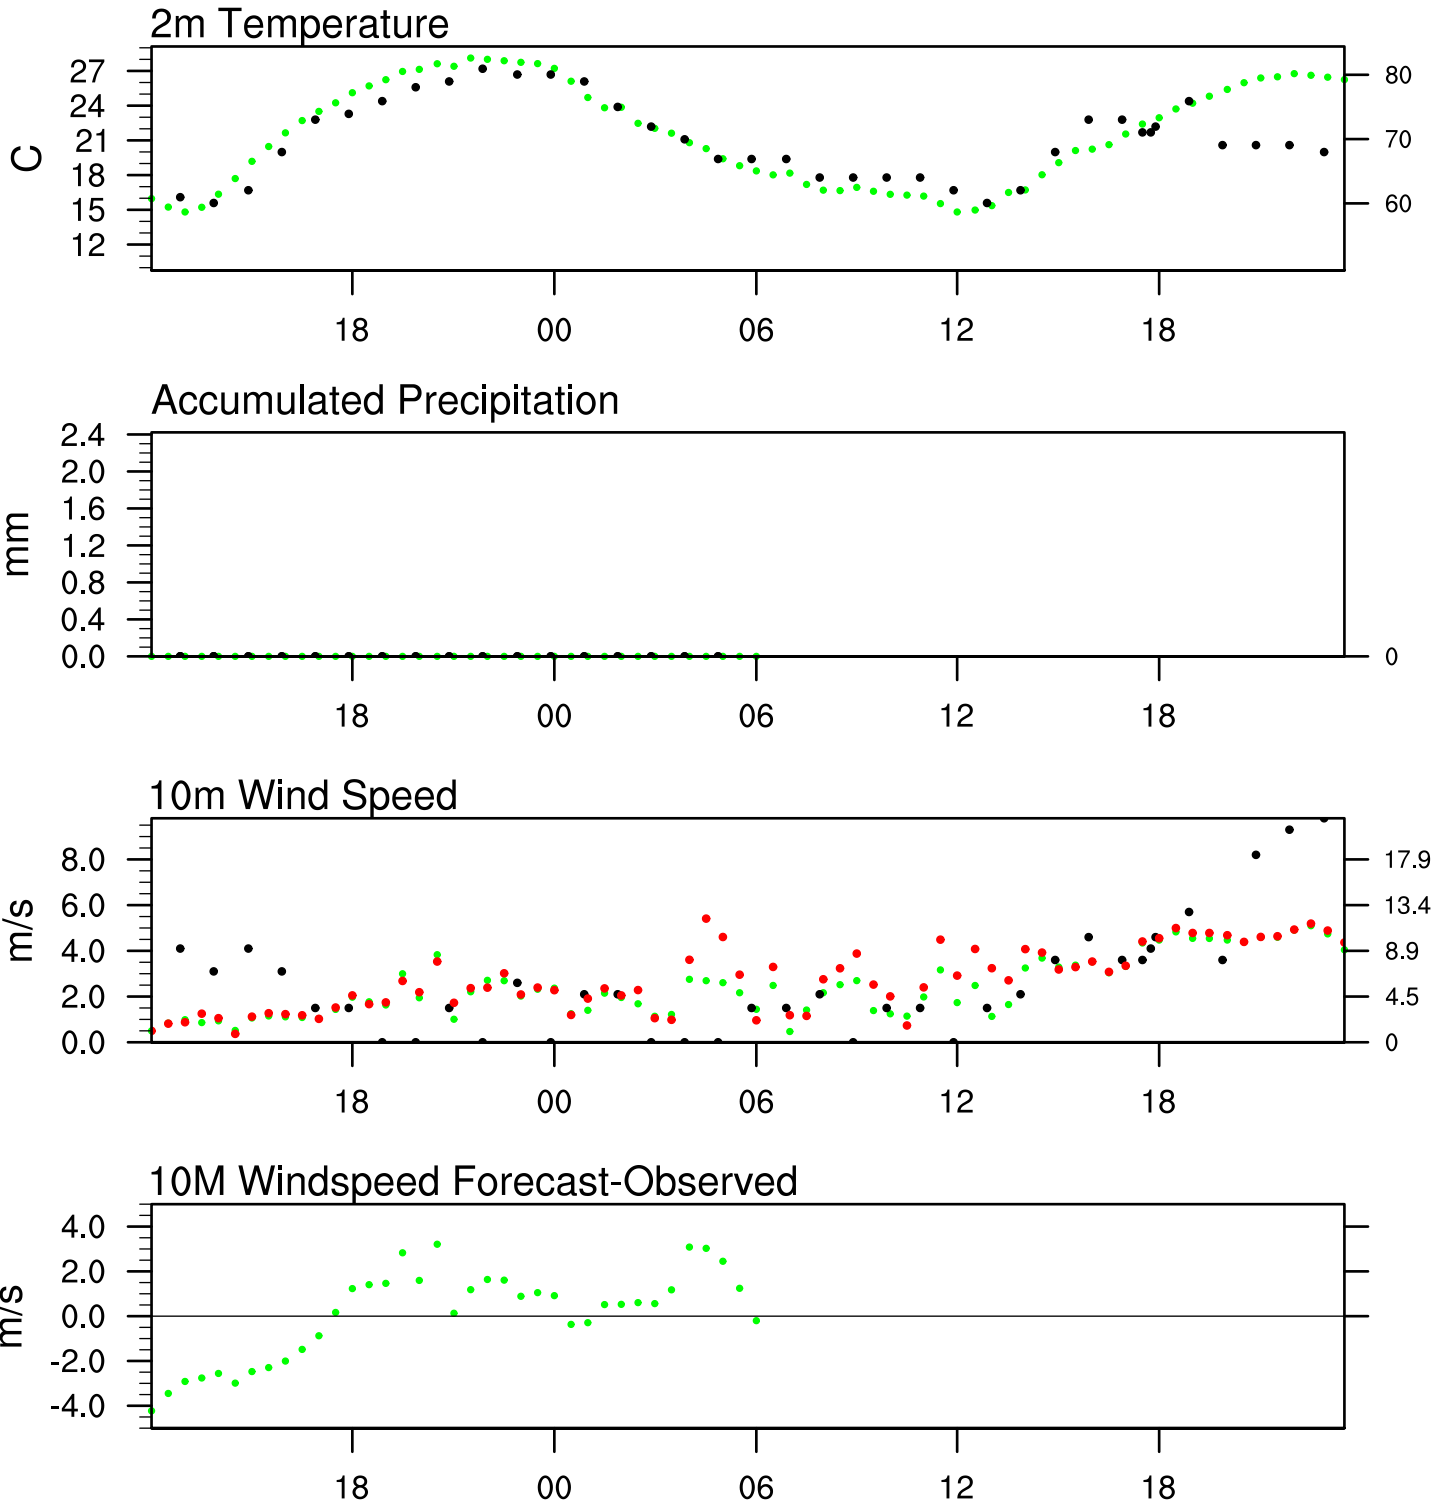 2m Temperature
C
27
24
21
18
15
12
80
70
60
18 00 06 12 18
Accumulated Precipitation
mm
2.4
2.0
1.6
1.2
0.8
0.4
0.0
0
18 00 06 12 18
10m Wind Speed
m/s
8.0
6.0
4.0
2.0
0.0
17.9
13.4
8.9
4.5
0
18 00 06 12 18
10M Windspeed Forecast-Observed
m/s
4.0
2.0
0.0
-2.0
-4.0
18 00 06 12 18